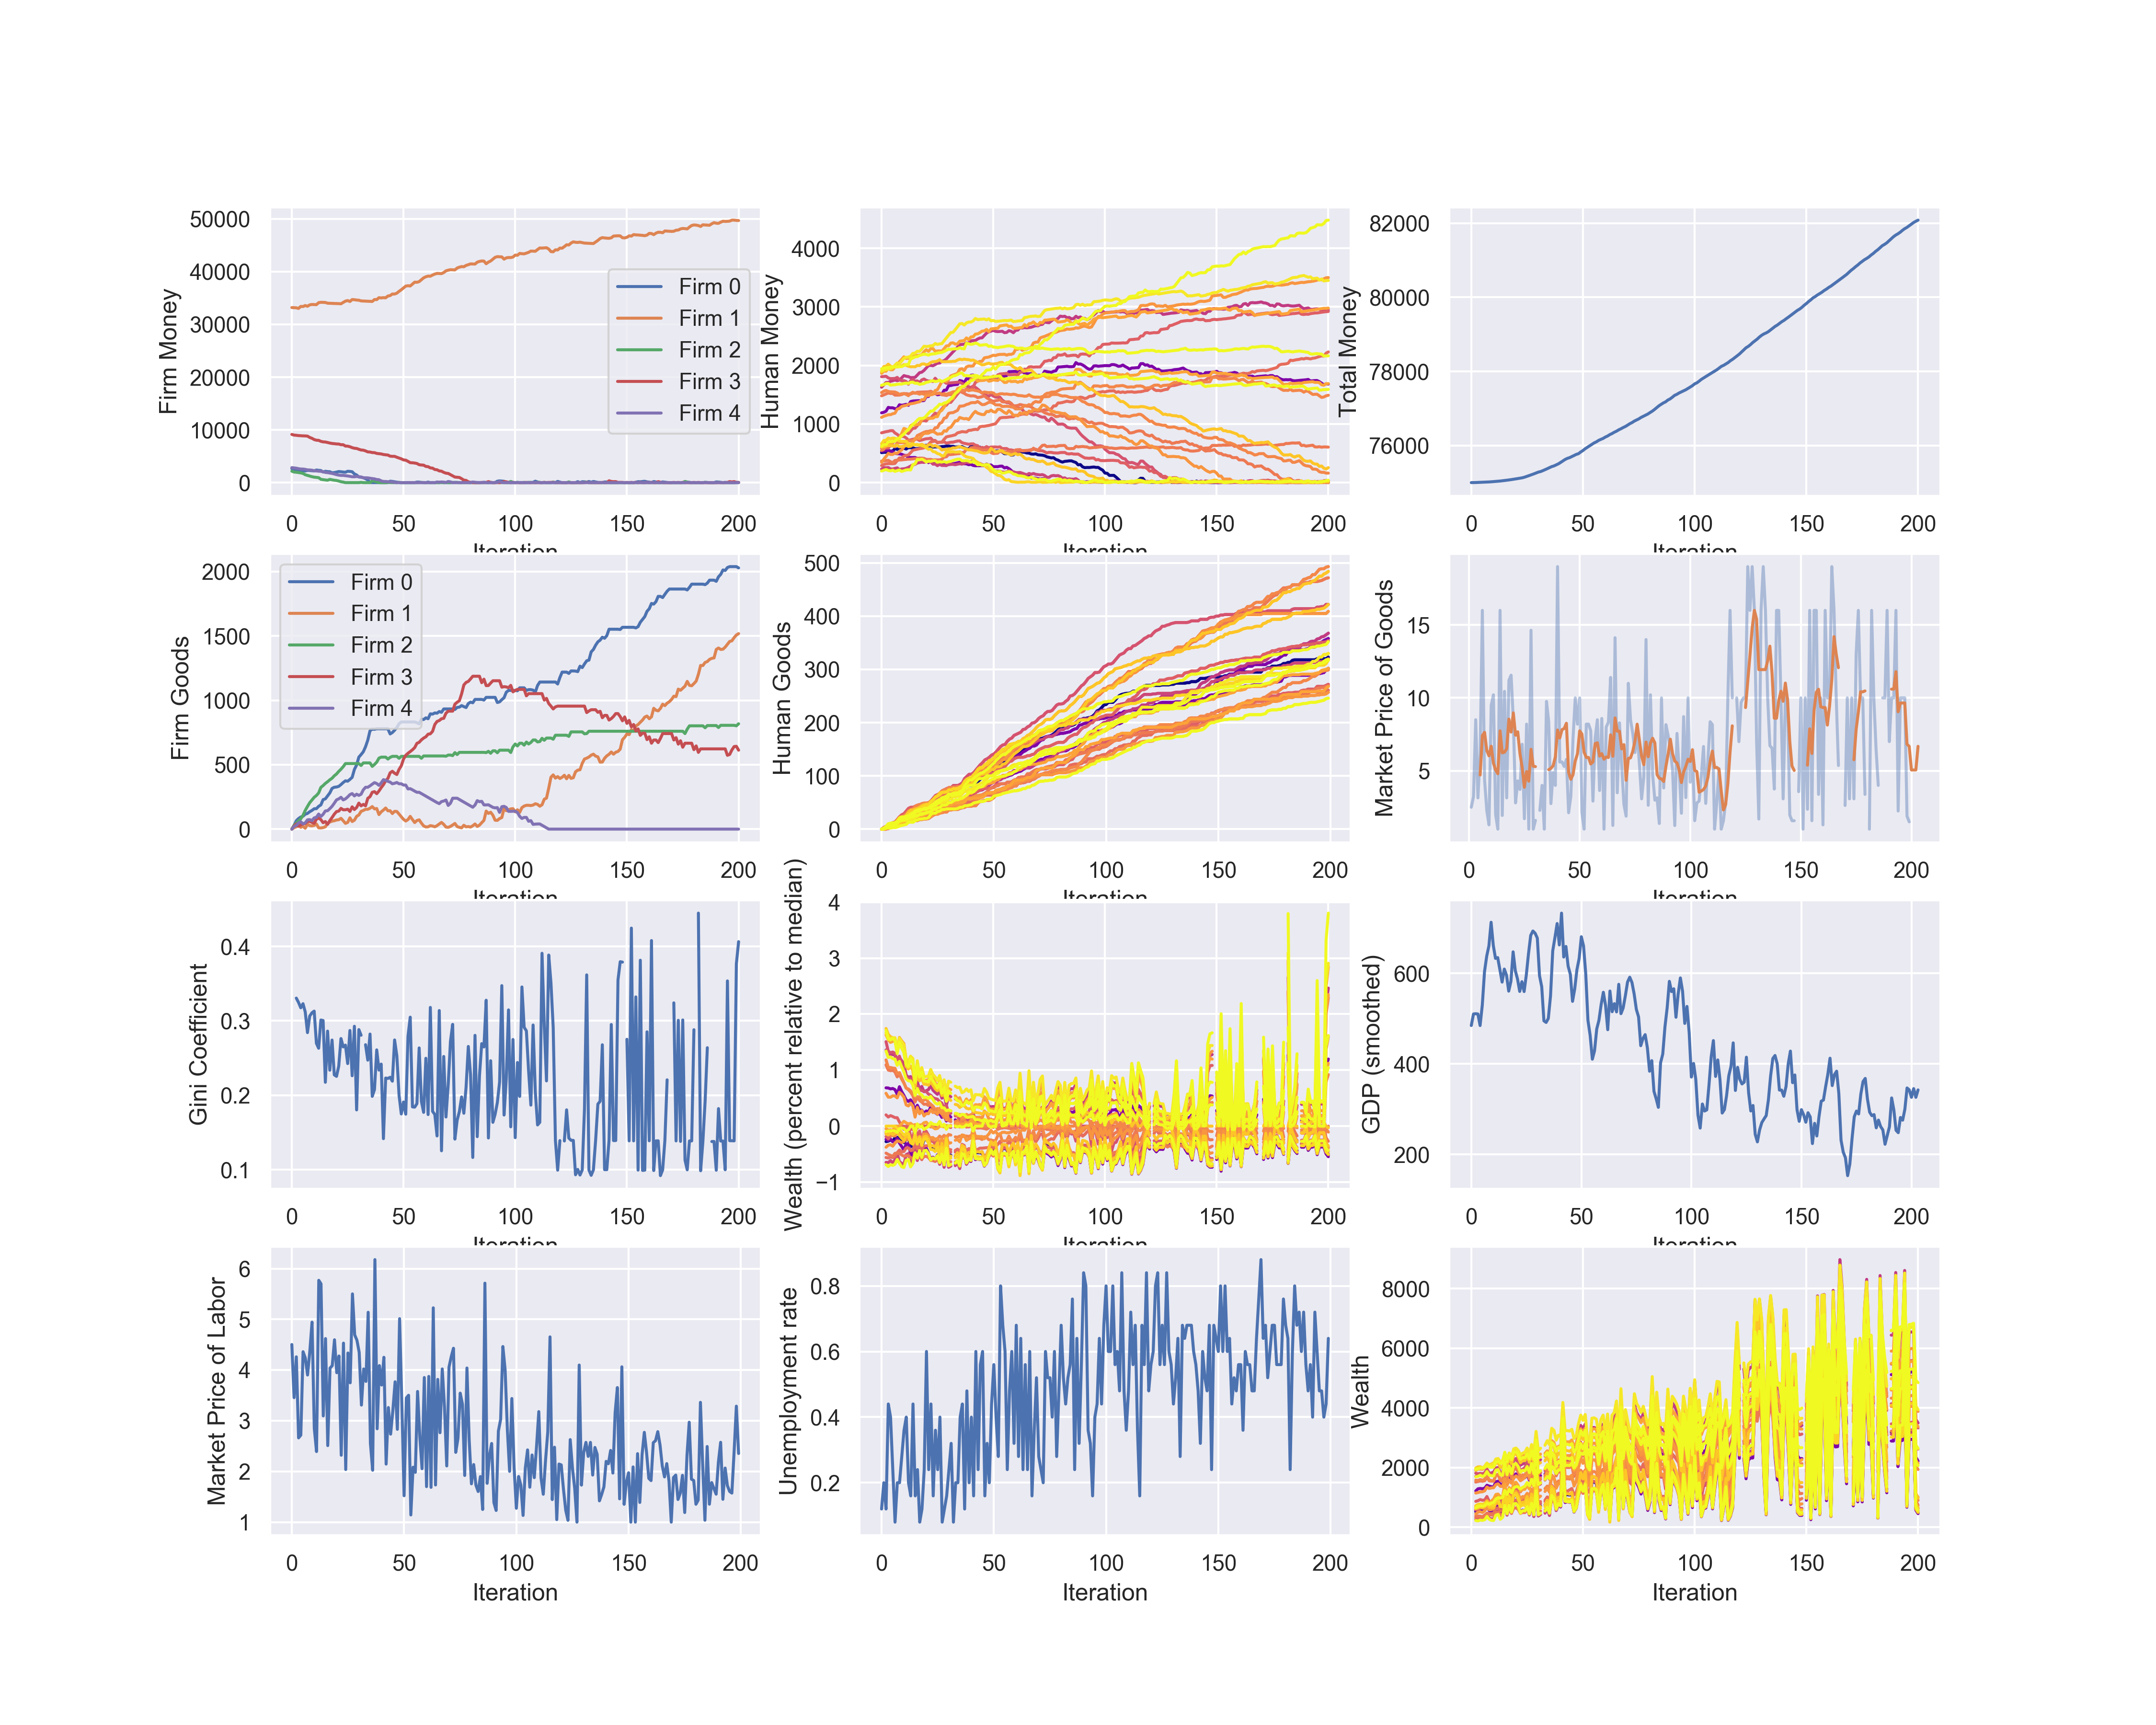 Firm Money
50000
40000
30000
20000
10000
0
Firm 0
Firm 1
Firm 2
Firm 3
Firm 4
0 50 100 150 200
Iteration
Human Money
4000
3000
2000
1000
0
0 50 100 150 200
Iteration
Total Money
82000
80000
78000
76000
0 50 100 150 200
Iteration
Firm Goods
2000
1500
1000
500
0
Firm 0
Firm 1
Firm 2
Firm 3
Firm 4
0 50 100 150 200
Iteration
Human Goods
500
400
300
200
100
0
0 50 100 150 200
Iteration
Market Price of Goods
15
10
5
0 50 100 150 200
Iteration
Gini Coefficient
0.4
0.3
0.2
0.1
0 50 100 150 200
Iteration
Wealth (percent relative to median)
4
3
2
1
0
−1
0 50 100 150 200
Iteration
GDP (smoothed)
600
400
200
0 50 100 150 200
Iteration
Market Price of Labor
6
5
4
3
2
1
0 50 100 150 200
Iteration
Unemployment rate
0.8
0.6
0.4
0.2
0 50 100 150 200
Iteration
Wealth
8000
6000
4000
2000
0
0 50 100 150 200
Iteration